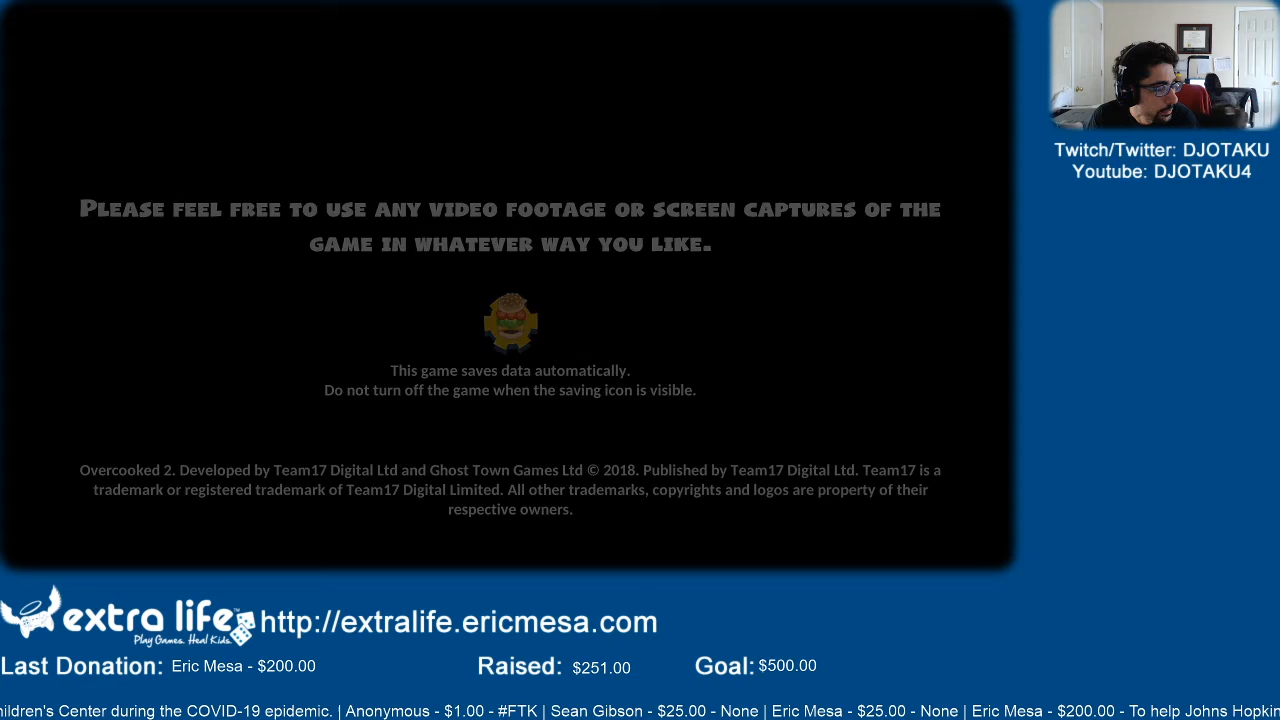 Twitch/Twitter: DJOTAKU
Youtube: DJOTAKU4
Please feel free to use any video footage or screen captures of the
game in whatever way you like.
This game saves data automatically.
Do not turn off the game when the saving icon is visible.
Overcooked 2. Developed by Team17 Digital Ltd and Ghost Town Games Ltd © 2018. Published by Team17 Digital Ltd. Team17 is a
trademark or registered trademark of Team17 Digital Limited. All other trademarks, copyrights and logos are property of their
respective owners.
extra life™ http://extralife.ericmesa.com
Play Games. Heal Kids.
Last Donation: Eric Mesa - $200.00 Raised: $251.00 Goal: $500.00
hildren's Center during the COVID-19 epidemic. | Anonymous - $1.00 - #FTK | Sean Gibson - $25.00 - None | Eric Mesa - $25.00 - None | Eric Mesa - $200.00 - To help Johns Hopkin